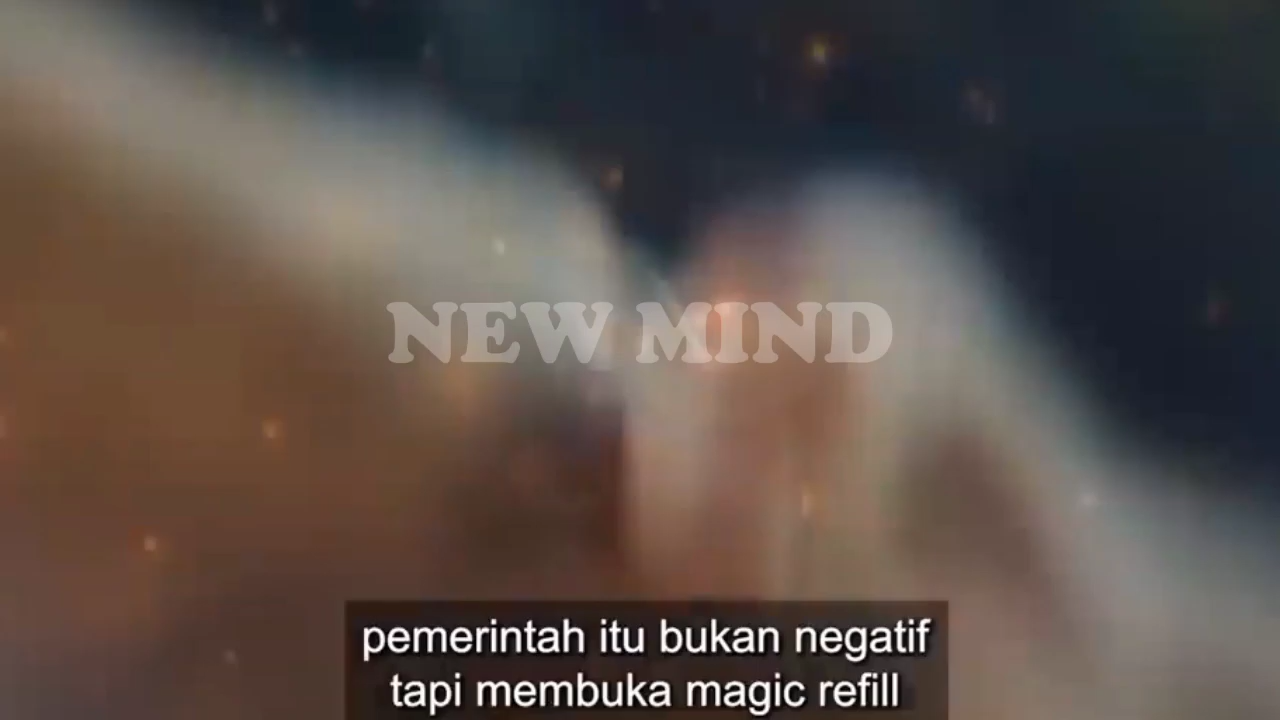 NEW MIND
pemerintah itu bukan negatif
tapi membuka magic refill